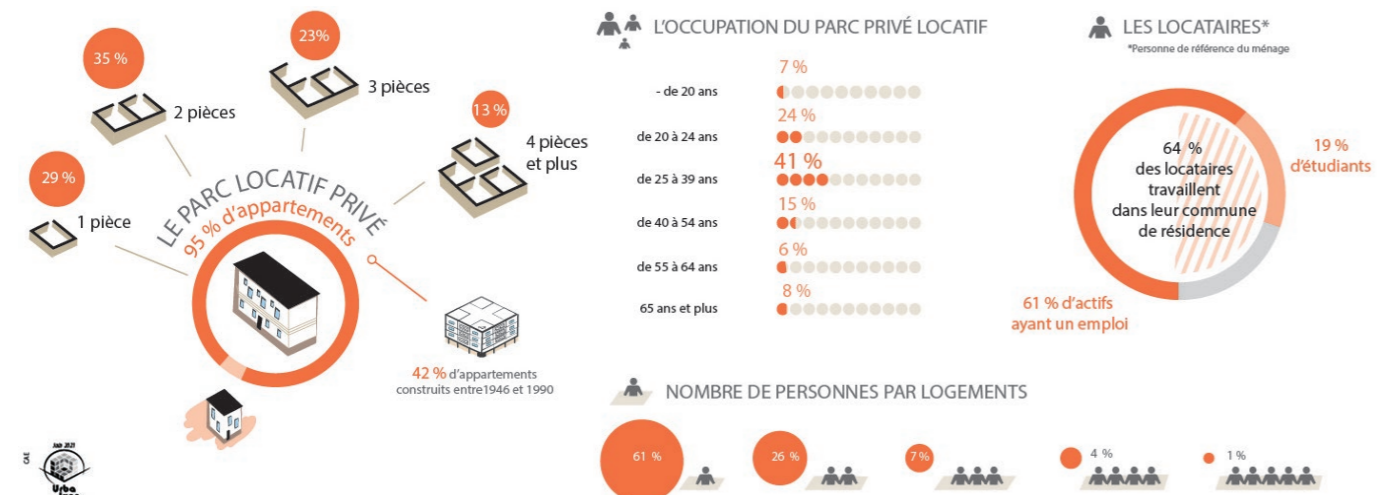 23%
35 %
3 pièces
2 pièces
13 %
4 pièces
et plus
29 %
1 pièce
LE PARC LOCATIF PRIVÉ
95 % d'appartements
42 % d'appartements
construits entre1946 et 1990
CAE
Juin 2021
Urba
L'OCCUPATION DU PARC PRIVÉ LOCATIF
7 %
- de 20 ans
24 %
de 20 à 24 ans
41 %
de 25 à 39 ans
15 %
de 40 à 54 ans
6 %
de 55 à 64 ans
8 %
65 ans et plus
LES LOCATAIRES*
*Personne de référence du ménage
64 %
des locataires
travaillent
dans leur commune
de résidence
19 %
d'étudiants
61 % d'actifs
ayant un emploi
NOMBRE DE PERSONNES PAR LOGEMENTS
61 %
26 %
7 %
4 %
1 %